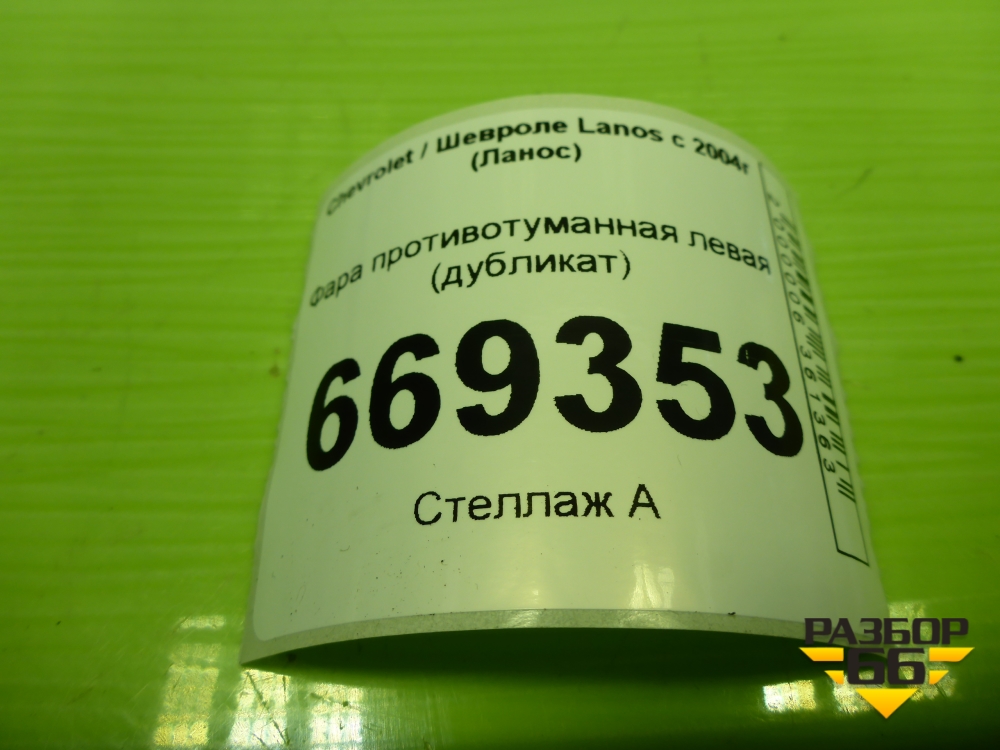 Chevrolet / Шевроле Lanos с 2004г
(Ланос)
Фара противотуманная левая
(дубликат)
669353
Стеллаж А
РАЗБОР
66